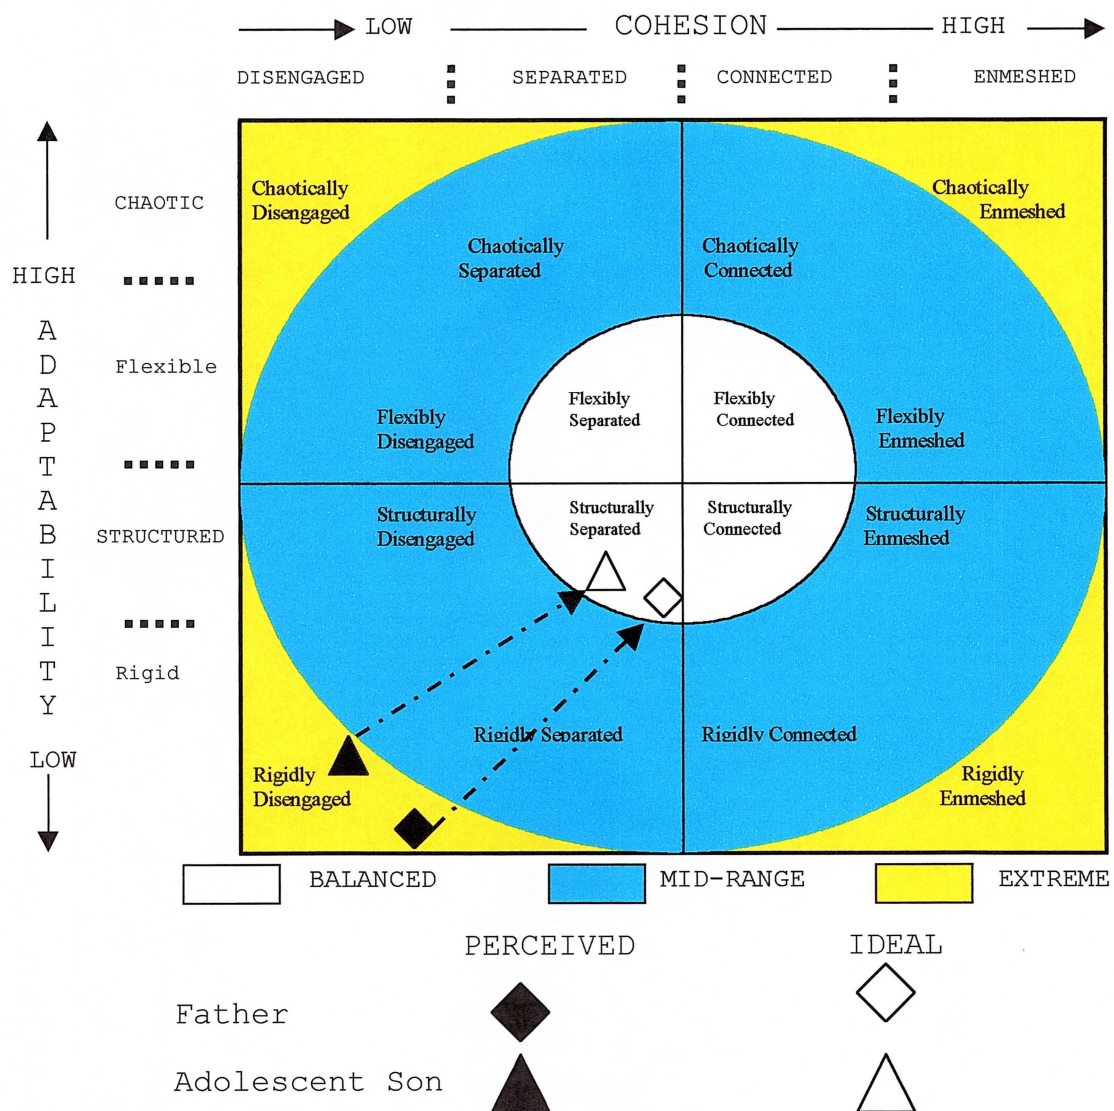 LOW COHESION HIGH
DISENGAGED SEPARATED CONNECTED ENMESHED
Chaotically
Disengaged
Chaotically
Enmeshed
CHAOTIC
Chaotically
Separated
Chaotically
Connected
HIGH
ADAPTABILITY
Flexible
Flexibly
Disengaged
Flexibly
Separated
Flexibly
Connected
Flexibly
Enmeshed
STRUCTURED
Structurally
Disengaged
Structurally
Separated
Structurally
Connected
Structurally
Enmeshed
Rigid
Rigidly Separated
Rigidly Connected
LOW
Rigidly
Disengaged
Rigidly
Enmeshed
BALANCED MID-RANGE EXTREME
PERCEIVED IDEAL
Father
Adolescent Son